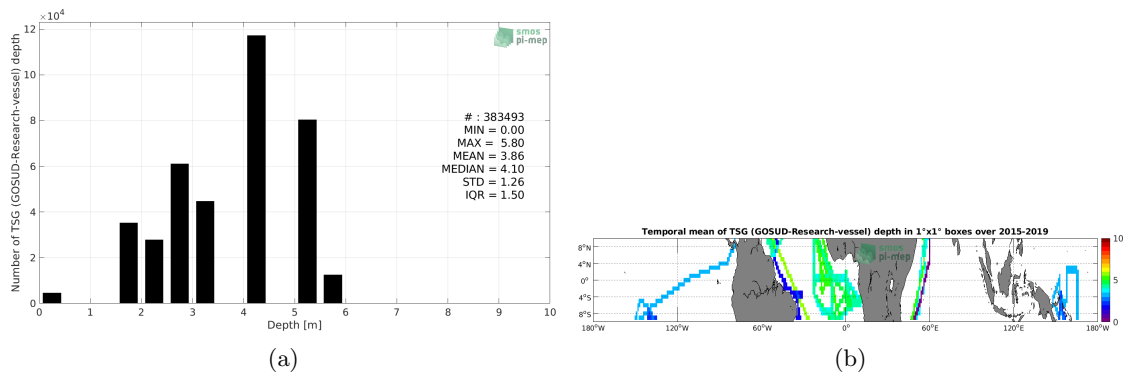 ×10⁴
12
10
8
6
4
2
0
0 1 2 3 4 5 6 7 8 9 10
Number of TSG (GOSUD-Research-vessel) depth
Depth [m]
smos
pi-mep
# : 383493
MIN = 0.00
MAX = 5.80
MEAN = 3.86
MEDIAN = 4.10
STD = 1.26
IQR = 1.50
(a)
Temporal mean of TSG (GOSUD-Research-vessel) depth in 1°x1° boxes over 2015-2019
smos
pi-mep
8°N
4°N
0°
4°S
8°S
180°W 120°W 60°W 0° 60°E 120°E 180°W
10
5
0
(b)